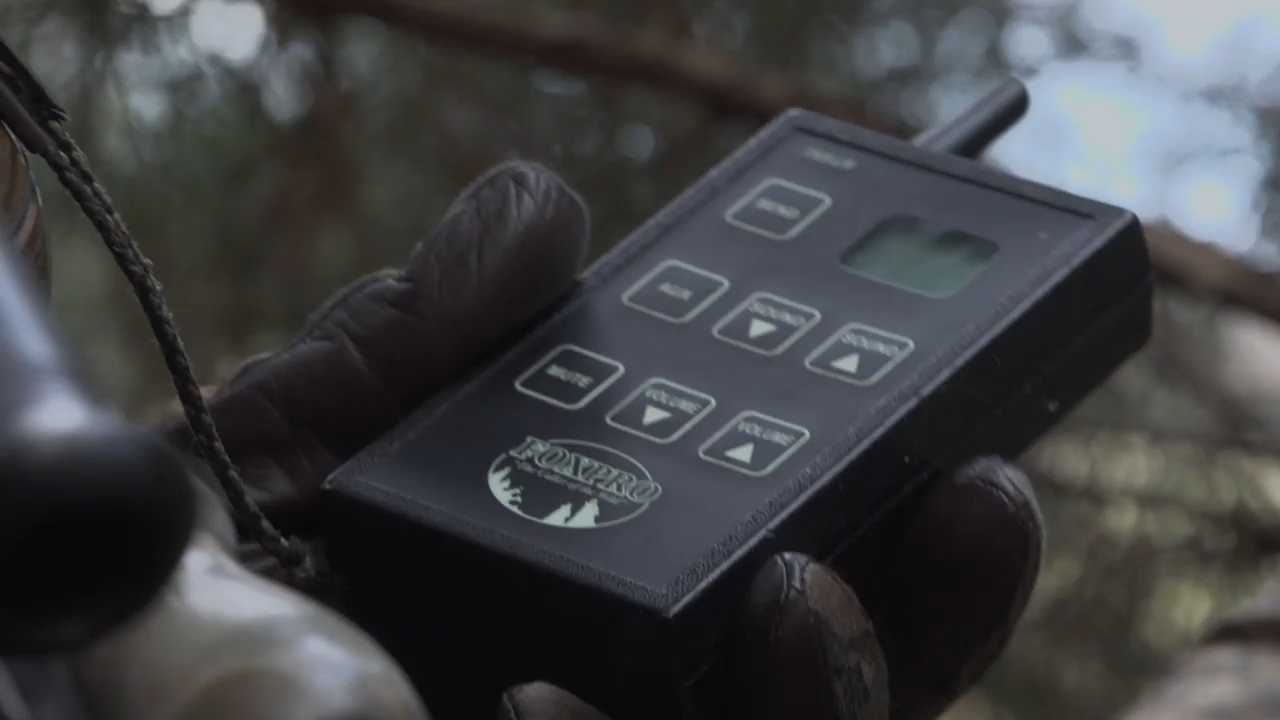 SEND
AUX
SOUND
SOUND
MUTE
VOLUME
VOLUME
FOXPRO